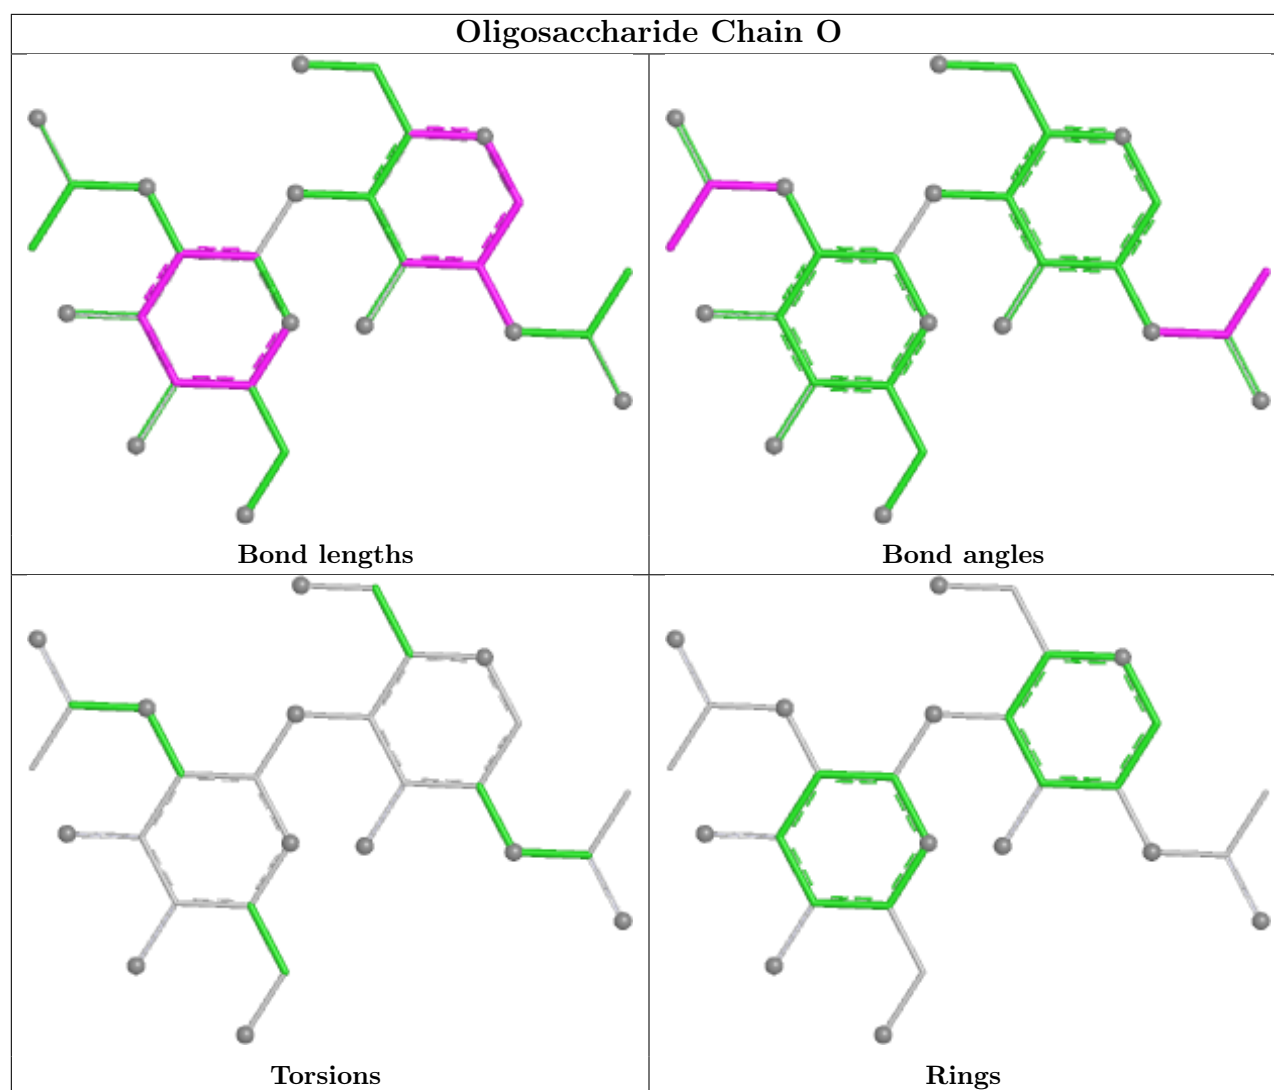 Oligosaccharide Chain O
Bond lengths
Bond angles
Torsions
Rings